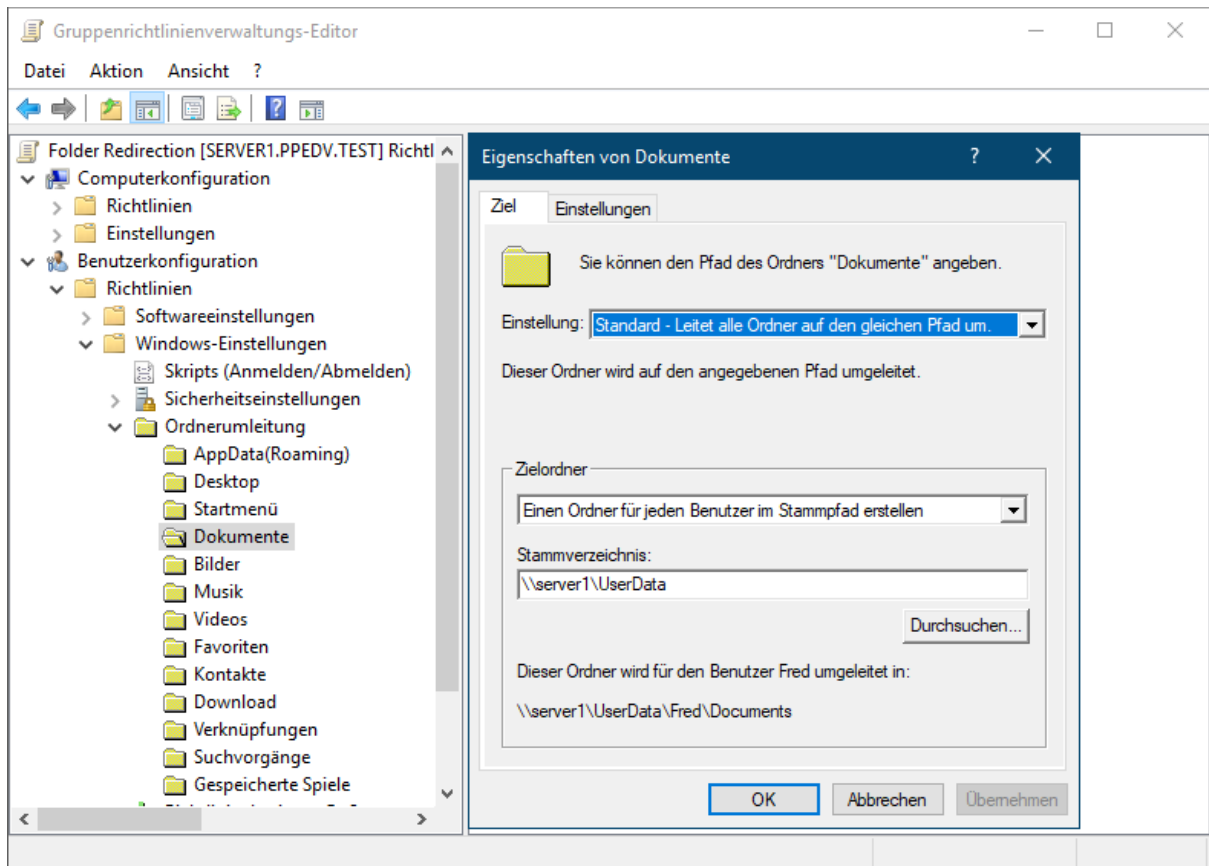 Gruppenrichtlinienverwaltungs-Editor
Datei Aktion Ansicht ?
Folder Redirection [SERVER1.PPEDV.TEST] Richtl
Computerkonfiguration
Richtlinien
Einstellungen
Benutzerkonfiguration
Richtlinien
Softwareeinstellungen
Windows-Einstellungen
Skripts (Anmelden/Abmelden)
Sicherheitseinstellungen
Ordnerumleitung
AppData(Roaming)
Desktop
Startmenü
Dokumente
Bilder
Musik
Videos
Favoriten
Kontakte
Download
Verknüpfungen
Suchvorgänge
Gespeicherte Spiele
Eigenschaften von Dokumente ?
Ziel Einstellungen
Sie können den Pfad des Ordners "Dokumente" angeben.
Einstellung: Standard - Leitet alle Ordner auf den gleichen Pfad um.
Dieser Ordner wird auf den angegebenen Pfad umgeleitet.
Zielordner
Einen Ordner für jeden Benutzer im Stammpfad erstellen
Stammverzeichnis:
\\server1\UserData
Durchsuchen...
Dieser Ordner wird für den Benutzer Fred umgeleitet in:
\\server1\UserData\Fred\Documents
OK Abbrechen Übernehmen